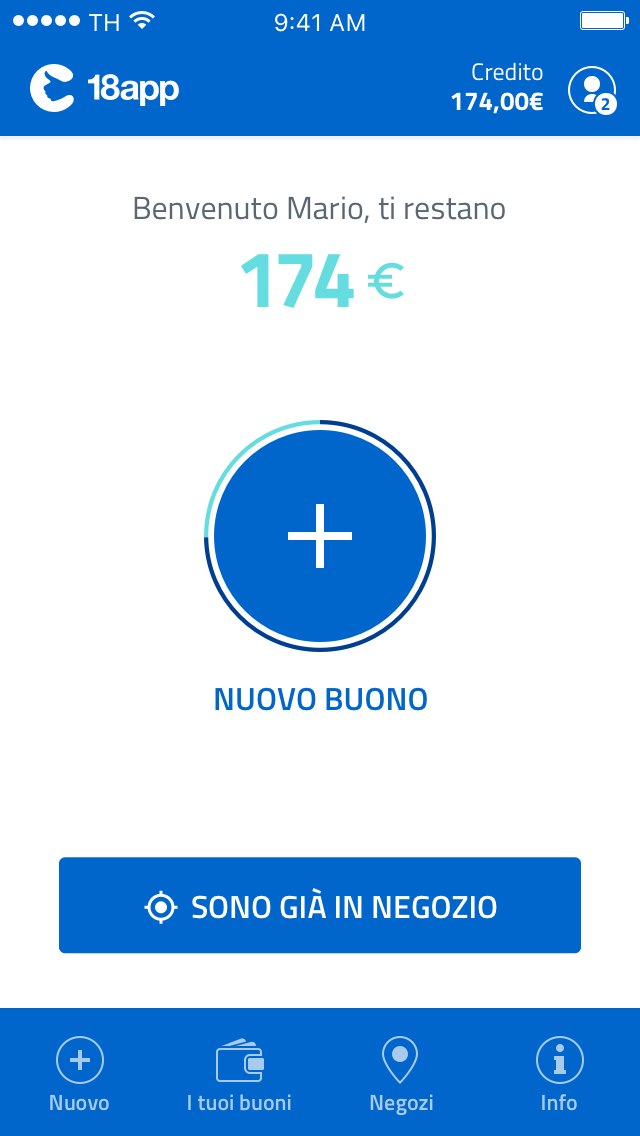 TH 9:41 AM
18app
Credito
174,00€
2
Benvenuto Mario, ti restano
174 €
NUOVO BUONO
SONO GIÀ IN NEGOZIO
Nuovo I tuoi buoni Negozi Info